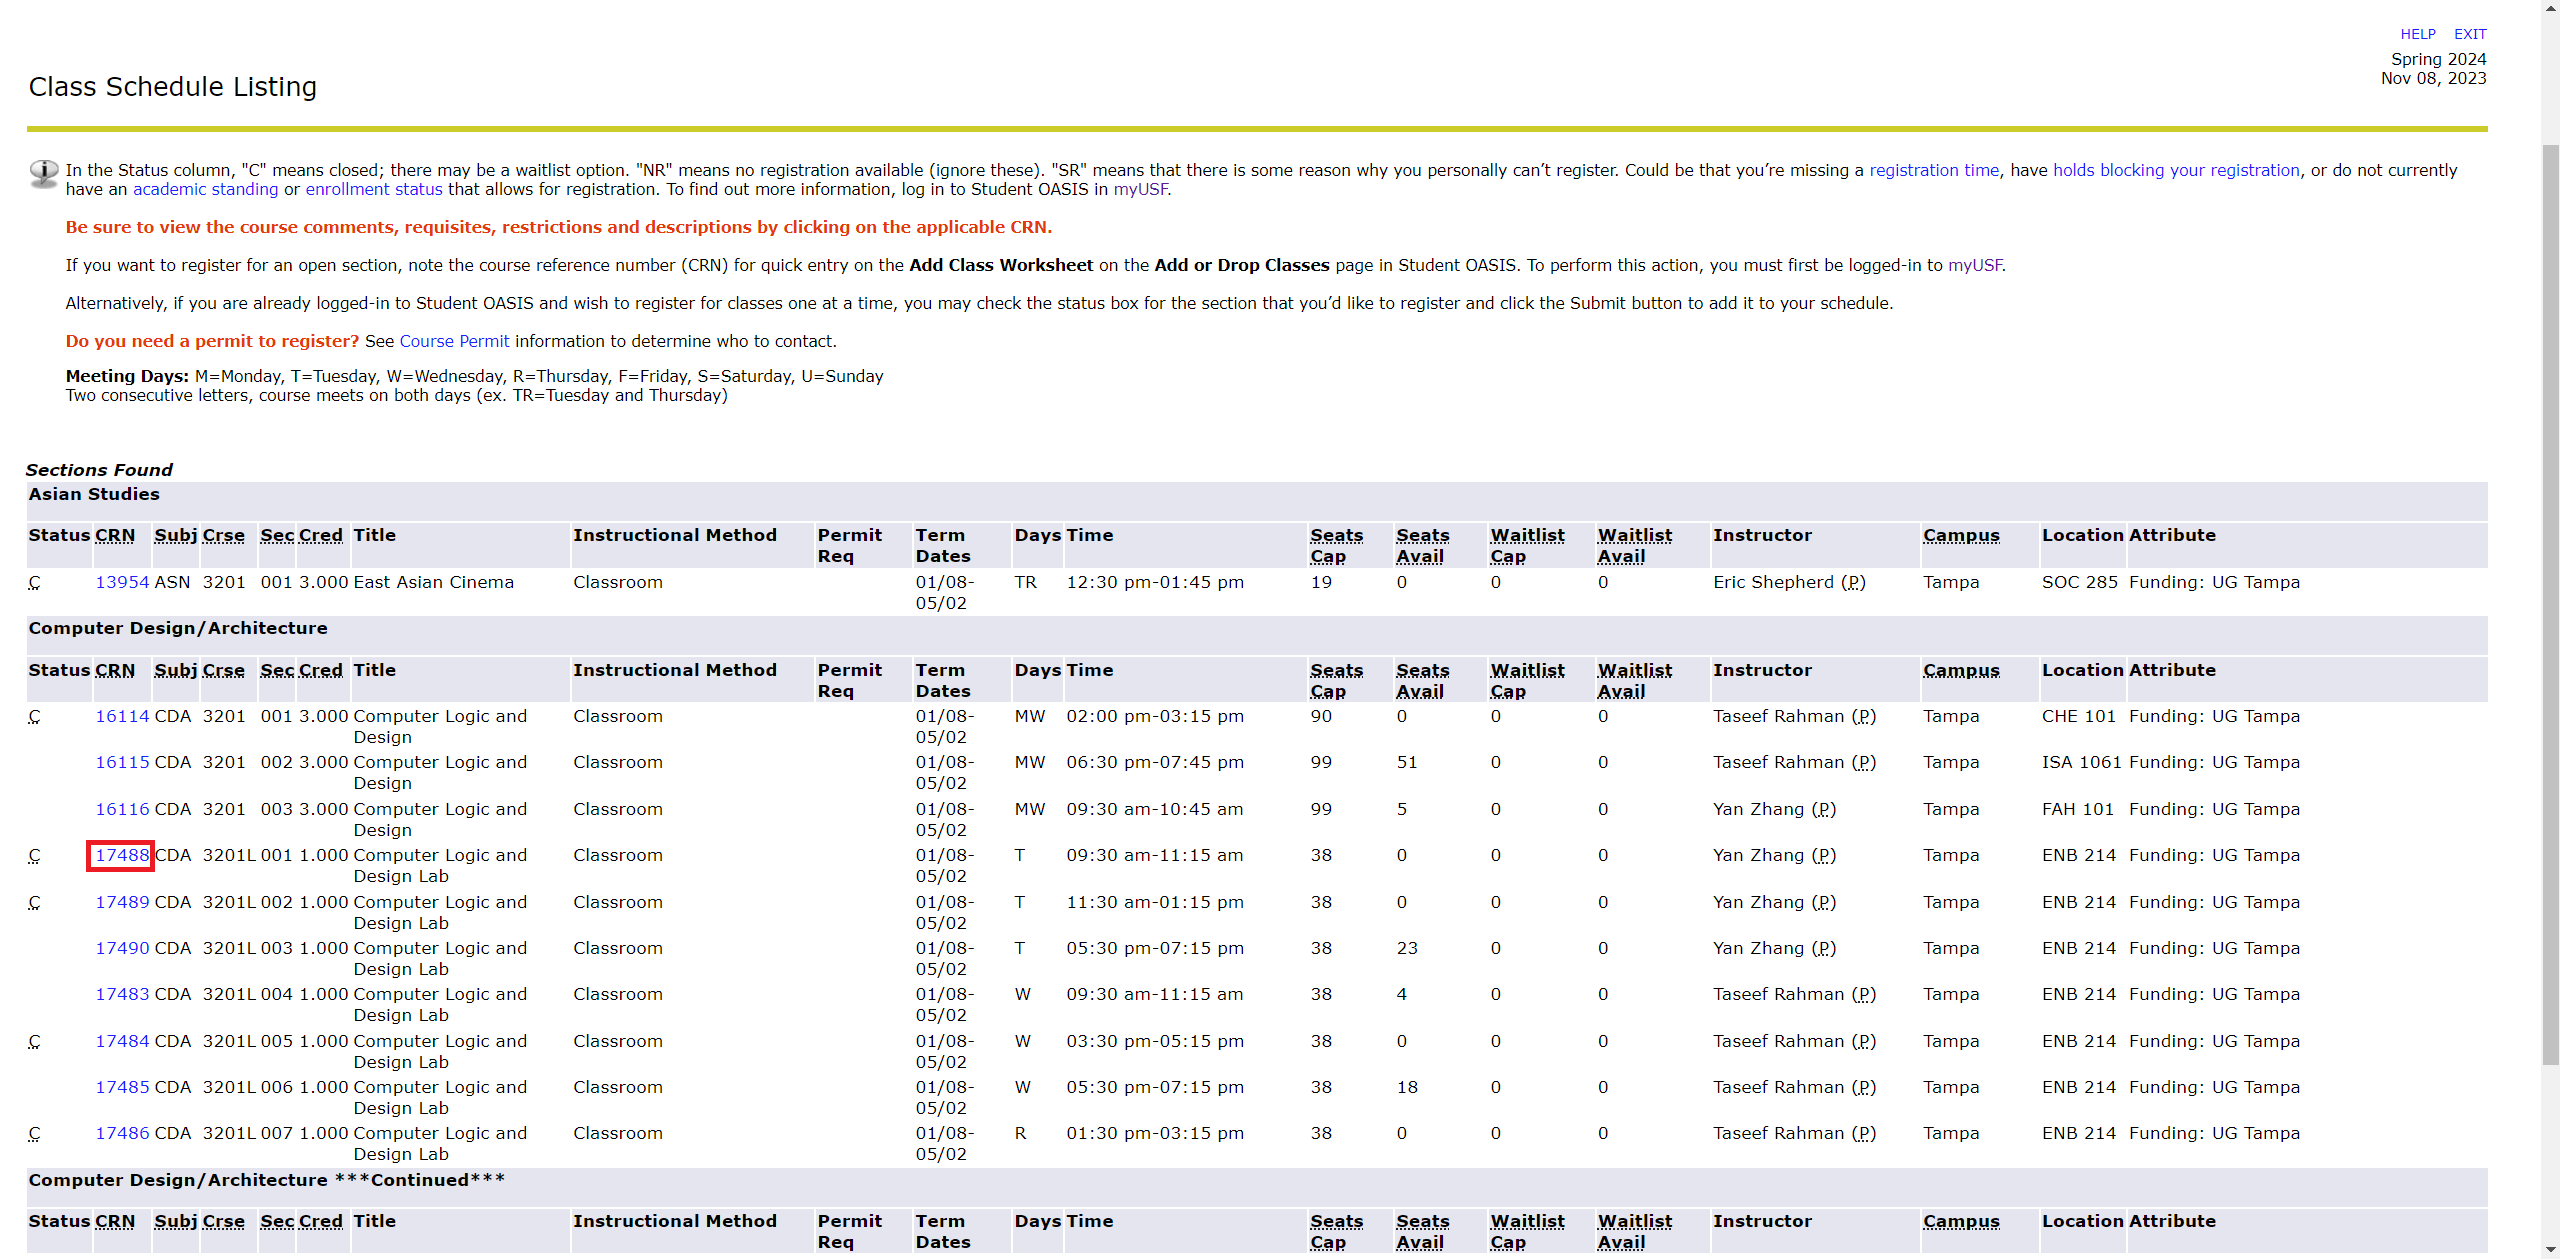 HELP EXIT
Spring 2024
Nov 08, 2023
Class Schedule Listing
In the Status column, "C" means closed; there may be a waitlist option. "NR" means no registration available (ignore these). "SR" means that there is some reason why you personally can’t register. Could be that you’re missing a registration time, have holds blocking your registration, or do not currently
have an academic standing or enrollment status that allows for registration. To find out more information, log in to Student OASIS in myUSF.
Be sure to view the course comments, requisites, restrictions and descriptions by clicking on the applicable CRN.
If you want to register for an open section, note the course reference number (CRN) for quick entry on the Add Class Worksheet on the Add or Drop Classes page in Student OASIS. To perform this action, you must first be logged-in to myUSF.
Alternatively, if you are already logged-in to Student OASIS and wish to register for classes one at a time, you may check the status box for the section that you’d like to register and click the Submit button to add it to your schedule.
Do you need a permit to register? See Course Permit information to determine who to contact.
Meeting Days: M=Monday, T=Tuesday, W=Wednesday, R=Thursday, F=Friday, S=Saturday, U=Sunday
Two consecutive letters, course meets on both days (ex. TR=Tuesday and Thursday)
Sections Found
Asian Studies
Status CRN Subj Crse Sec Cred Title Instructional Method Permit Term Days Time Seats Seats Waitlist Waitlist Instructor Campus Location Attribute
Req Dates Cap Avail Cap Avail
C 13954 ASN 3201 001 3.000 East Asian Cinema Classroom 01/08- TR 12:30 pm-01:45 pm 19 0 0 0 Eric Shepherd (P) Tampa SOC 285 Funding: UG Tampa
05/02
Computer Design/Architecture
Status CRN Subj Crse Sec Cred Title Instructional Method Permit Term Days Time Seats Seats Waitlist Waitlist Instructor Campus Location Attribute
Req Dates Cap Avail Cap Avail
C 16114 CDA 3201 001 3.000 Computer Logic and Classroom 01/08- MW 02:00 pm-03:15 pm 90 0 0 0 Taseef Rahman (P) Tampa CHE 101 Funding: UG Tampa
Design 05/02
16115 CDA 3201 002 3.000 Computer Logic and Classroom 01/08- MW 06:30 pm-07:45 pm 99 51 0 0 Taseef Rahman (P) Tampa ISA 1061 Funding: UG Tampa
Design 05/02
16116 CDA 3201 003 3.000 Computer Logic and Classroom 01/08- MW 09:30 am-10:45 am 99 5 0 0 Yan Zhang (P) Tampa FAH 101 Funding: UG Tampa
Design 05/02
C 17488 CDA 3201L 001 1.000 Computer Logic and Classroom 01/08- T 09:30 am-11:15 am 38 0 0 0 Yan Zhang (P) Tampa ENB 214 Funding: UG Tampa
Design Lab 05/02
C 17489 CDA 3201L 002 1.000 Computer Logic and Classroom 01/08- T 11:30 am-01:15 pm 38 0 0 0 Yan Zhang (P) Tampa ENB 214 Funding: UG Tampa
Design Lab 05/02
17490 CDA 3201L 003 1.000 Computer Logic and Classroom 01/08- T 05:30 pm-07:15 pm 38 23 0 0 Yan Zhang (P) Tampa ENB 214 Funding: UG Tampa
Design Lab 05/02
17483 CDA 3201L 004 1.000 Computer Logic and Classroom 01/08- W 09:30 am-11:15 am 38 4 0 0 Taseef Rahman (P) Tampa ENB 214 Funding: UG Tampa
Design Lab 05/02
C 17484 CDA 3201L 005 1.000 Computer Logic and Classroom 01/08- W 03:30 pm-05:15 pm 38 0 0 0 Taseef Rahman (P) Tampa ENB 214 Funding: UG Tampa
Design Lab 05/02
17485 CDA 3201L 006 1.000 Computer Logic and Classroom 01/08- W 05:30 pm-07:15 pm 38 18 0 0 Taseef Rahman (P) Tampa ENB 214 Funding: UG Tampa
Design Lab 05/02
C 17486 CDA 3201L 007 1.000 Computer Logic and Classroom 01/08- R 01:30 pm-03:15 pm 38 0 0 0 Taseef Rahman (P) Tampa ENB 214 Funding: UG Tampa
Design Lab 05/02
Computer Design/Architecture ***Continued***
Status CRN Subj Crse Sec Cred Title Instructional Method Permit Term Days Time Seats Seats Waitlist Waitlist Instructor Campus Location Attribute
Req Dates Cap Avail Cap Avail